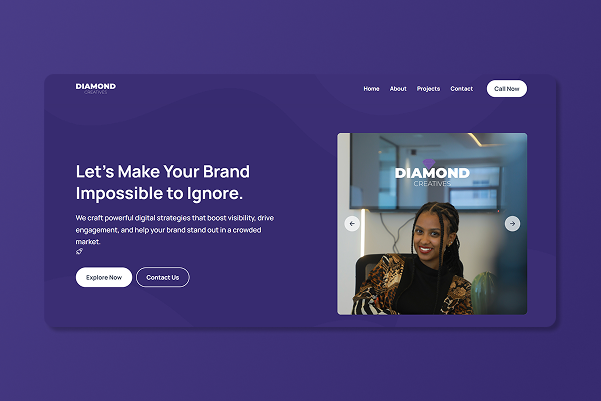 DIAMOND
CREATIVES
Home About Projects Contact Call Now
Let's Make Your Brand
Impossible to Ignore.
We craft powerful digital strategies that boost visibility, drive
engagement, and help your brand stand out in a crowded
market.
Explore Now Contact Us
DIAMOND
CREATIVES